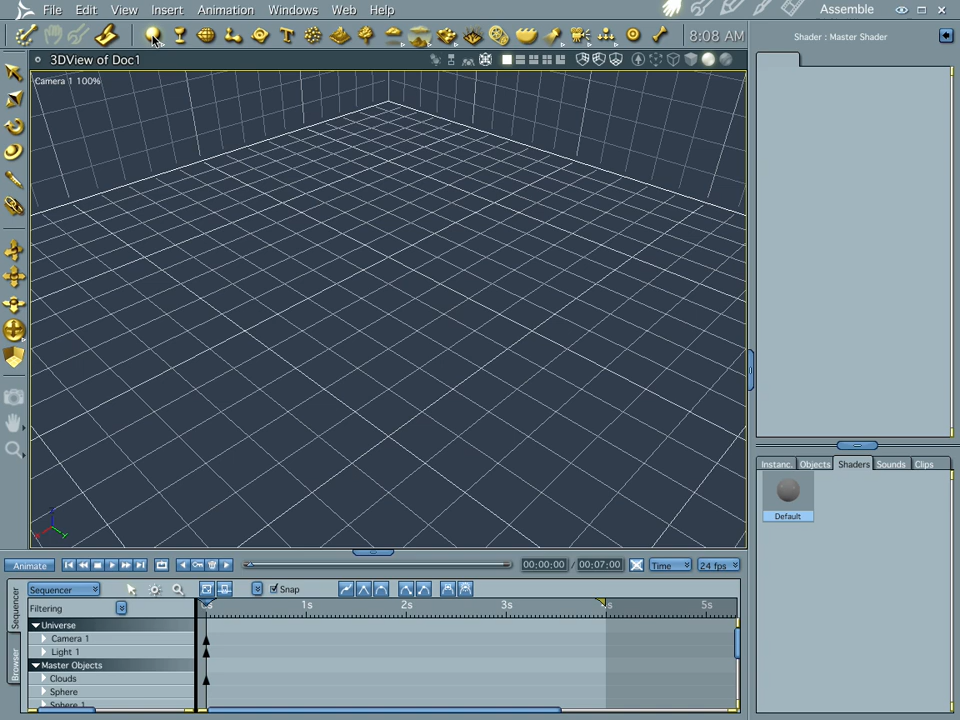 File Edit View Insert Animation Windows Web Help Assemble
8:08 AM
Shader : Master Shader
3DView of Doc1
Camera 1 100%
Instanc. Objects Shaders Sounds Clips
Default
Animate 00:00:00 / 00:07:00 Time 24 fps
Sequencer Snap
Filtering 1s 2s 3s 5s
Universe
Camera 1
Light 1
Master Objects
Clouds
Sphere
Sphere 1
Sequencer
Browser